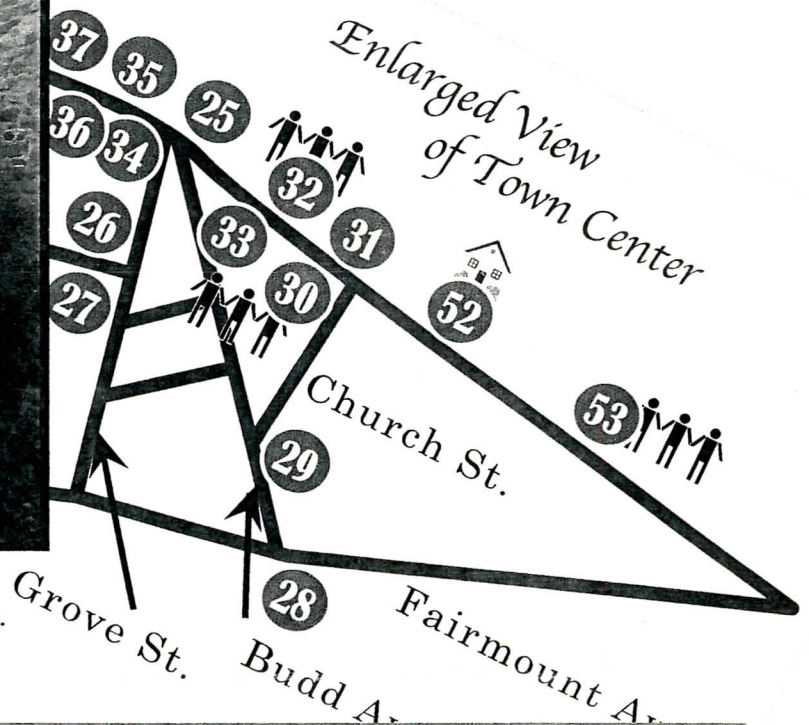 Enlarged View
of Town Center
37
35
25
36
34
32
26
33
31
27
30
52
Church St.
53
29
28
Grove St.
Budd
Fairmount